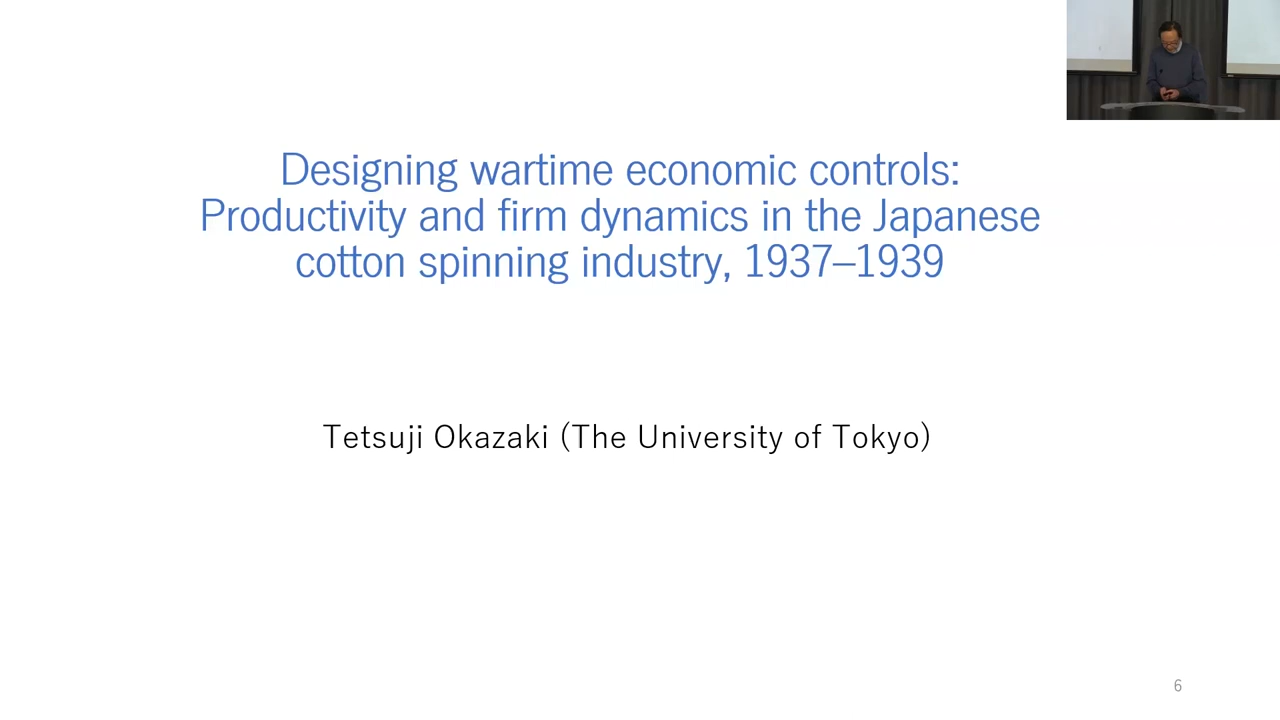 Designing wartime economic controls:
Productivity and firm dynamics in the Japanese
cotton spinning industry, 1937–1939
Tetsuji Okazaki (The University of Tokyo)
6